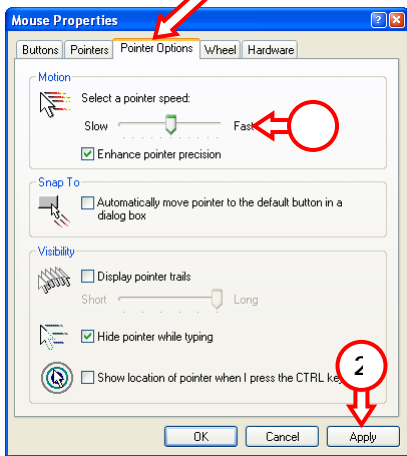 Mouse Properties
Buttons Pointers Pointer Options Wheel Hardware
Motion
Select a pointer speed:
Slow Fast
Enhance pointer precision
Snap To
Automatically move pointer to the default button in a
dialog box
Visibility
Display pointer trails
Short Long
Hide pointer while typing
Show location of pointer when I press the CTRL
2
OK Cancel Apply